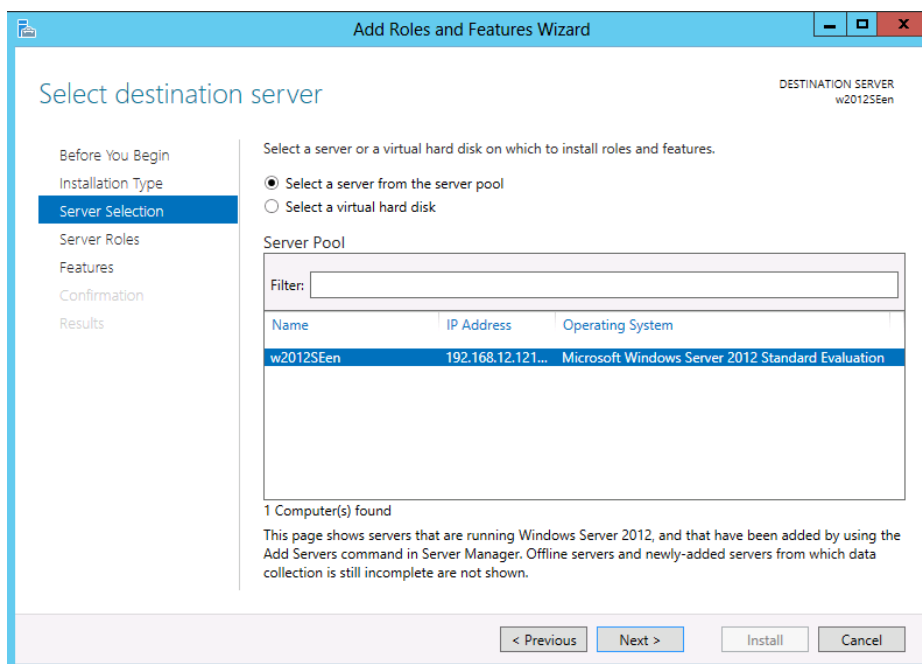 Add Roles and Features Wizard
Select destination server
DESTINATION SERVER
w2012SEen
Before You Begin
Installation Type
Server Selection
Server Roles
Features
Confirmation
Results
Select a server or a virtual hard disk on which to install roles and features.
Select a server from the server pool
Select a virtual hard disk
Server Pool
Filter:
Name IP Address Operating System
w2012SEen 192.168.12.121... Microsoft Windows Server 2012 Standard Evaluation
1 Computer(s) found
This page shows servers that are running Windows Server 2012, and that have been added by using the
Add Servers command in Server Manager. Offline servers and newly-added servers from which data
collection is still incomplete are not shown.
< Previous Next > Install Cancel